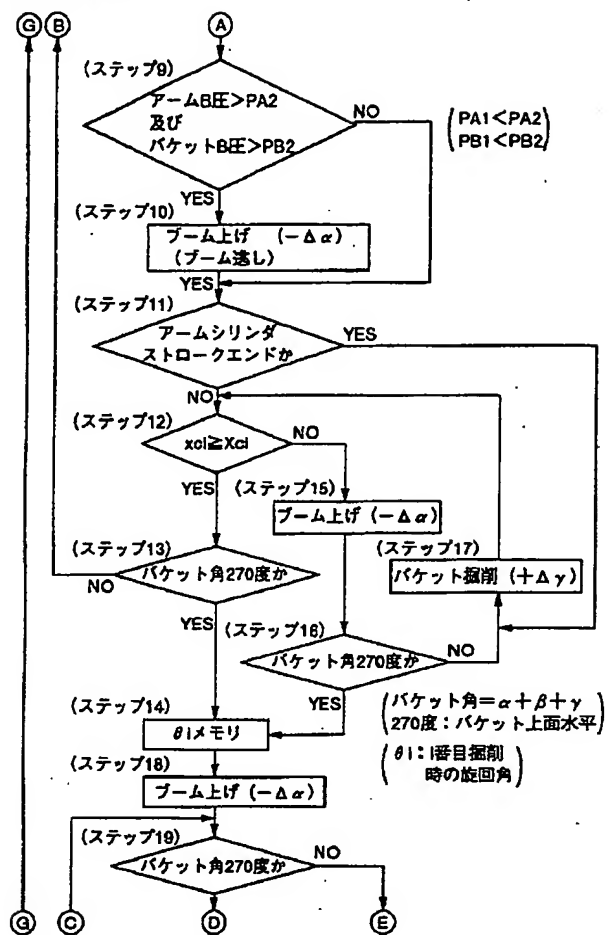 G B A
(ステップ9)
アームB圧>PA2
及び
バケットB圧>PB2
NO
PA1<PA2
PB1<PB2
YES
(ステップ10)
ブーム上げ (-Δα)
(ブーム逃し)
YES
(ステップ11)
アームシリンダ
ストロークエンドか
YES
NO
(ステップ12)
xci≧Xci
NO
YES
(ステップ15)
ブーム上げ (-Δα)
(ステップ13)
バケット角270度か
NO
(ステップ17)
バケット掘削 (+Δγ)
YES
(ステップ16)
バケット角270度か
NO
YES
(バケット角=α+β+γ
270度:バケット上面水平)
(ステップ14)
θiメモリ
(θi:i番目掘削
時の旋回角)
(ステップ18)
ブーム上げ (-Δα)
(ステップ19)
バケット角270度か
NO
G C D E